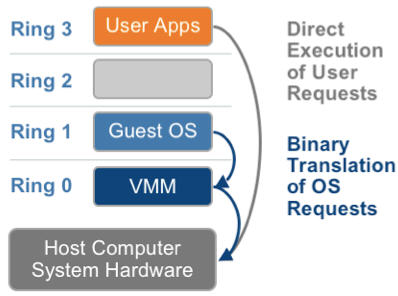 Ring 3
User Apps
Ring 2
Ring 1
Guest OS
Ring 0
VMM
Host Computer
System Hardware
Direct
Execution
of User
Requests
Binary
Translation
of OS
Requests